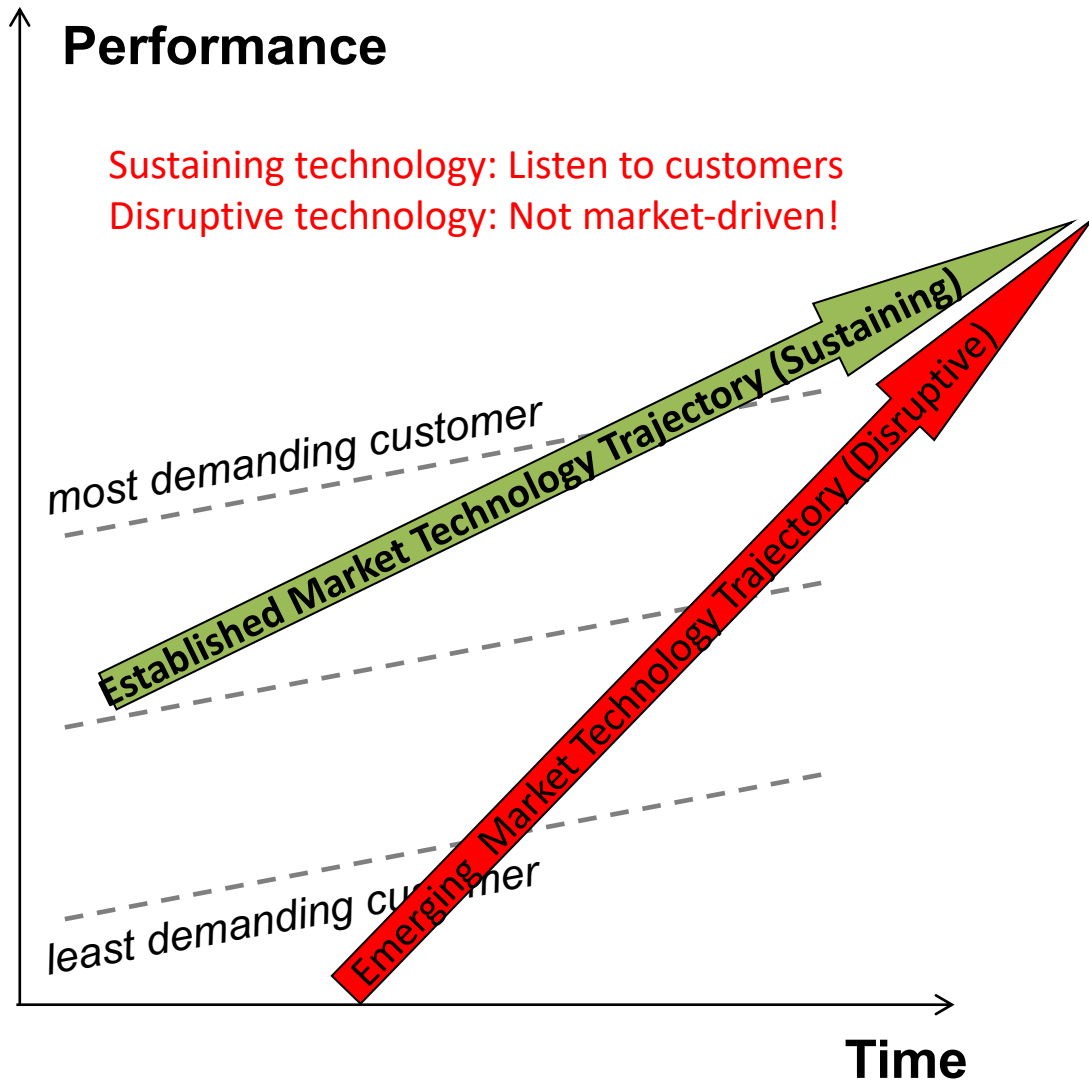 Performance
Sustaining technology: Listen to customers
Disruptive technology: Not market-driven!
most demanding customer
Established Market Technology Trajectory (Sustaining)
Emerging Market Technology Trajectory (Disruptive)
least demanding customer
Time